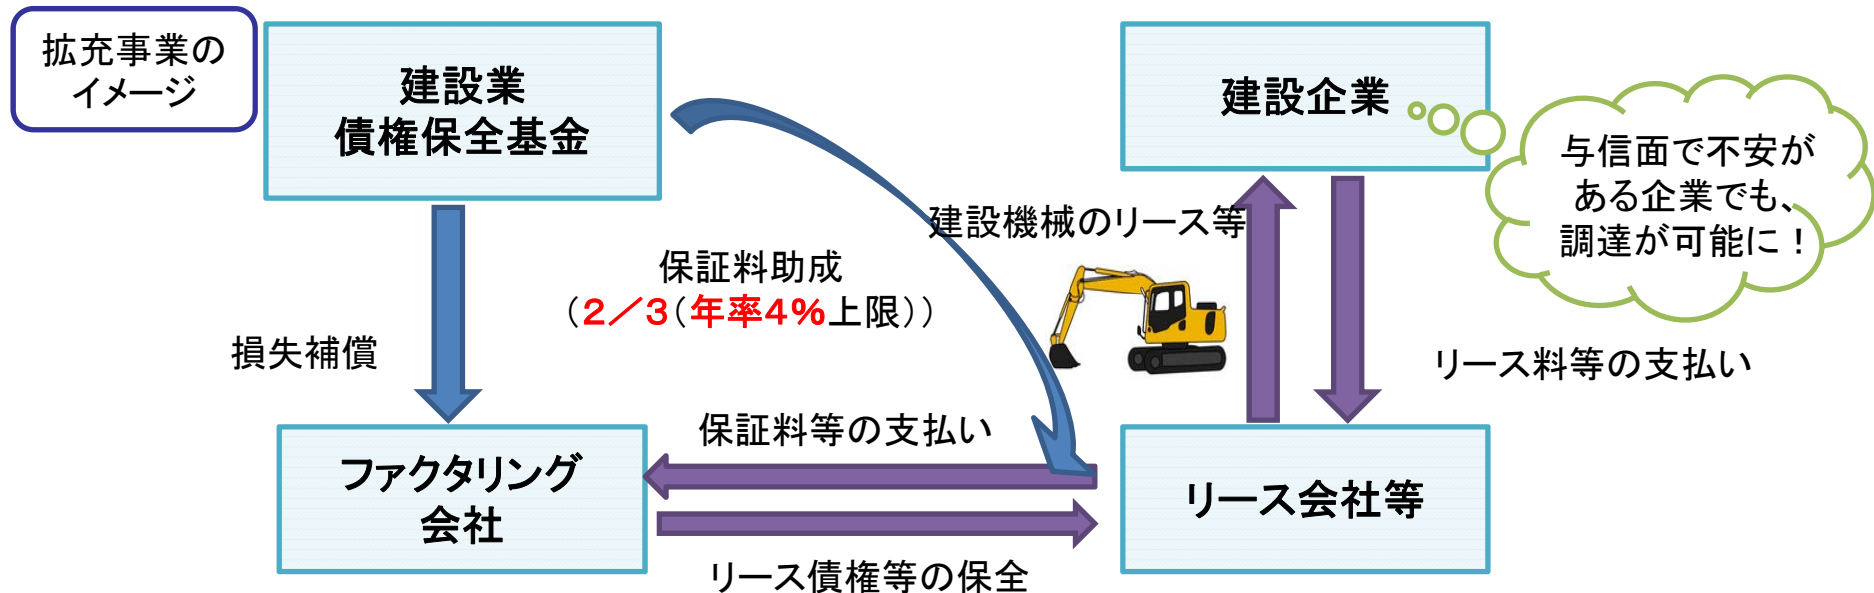 拡充事業の
イメージ
建設業
債権保全基金
建設企業
与信面で不安が
ある企業でも、
調達が可能に！
建設機械のリース等
保証料助成
（２／３（年率４％上限））
損失補償
リース料等の支払い
保証料等の支払い
ファクタリング
会社
リース会社等
リース債権等の保全